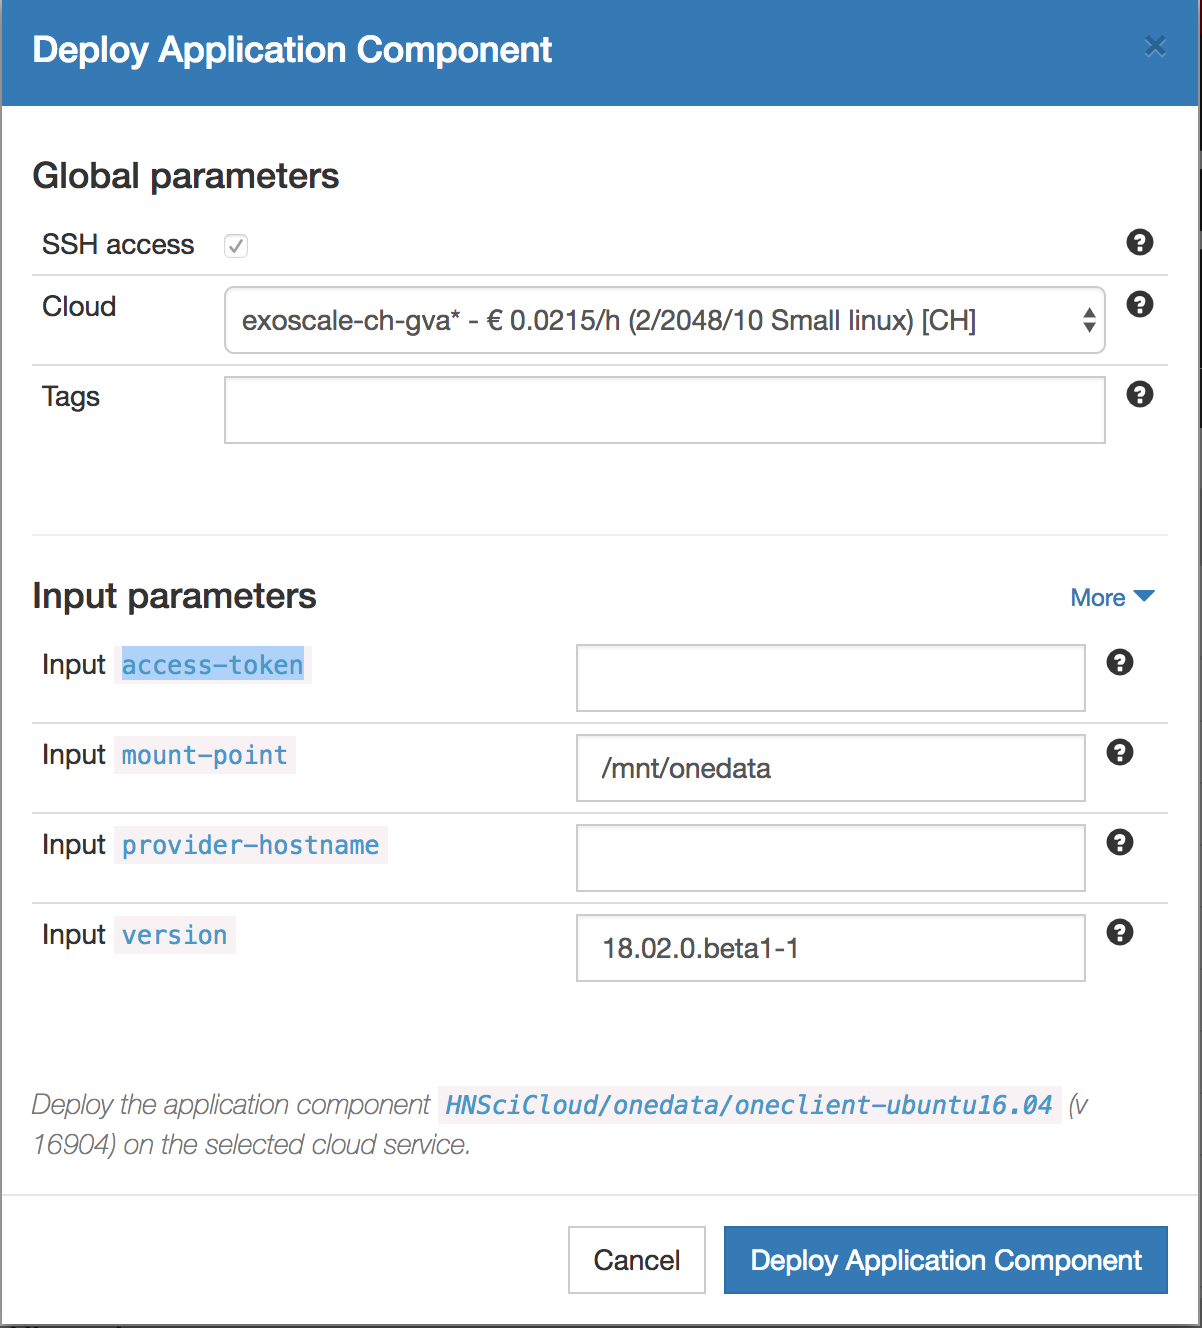 Deploy Application Component
Global parameters
SSH access
Cloud
exoscale-ch-gva* - € 0.0215/h (2/2048/10 Small linux) [CH]
Tags
Input parameters
More
Input access-token
Input mount-point
/mnt/onedata
Input provider-hostname
Input version
18.02.0.beta1-1
Deploy the application component HNSciCloud/onedata/oneclient-ubuntu16.04 (v
16904) on the selected cloud service.
Cancel
Deploy Application Component